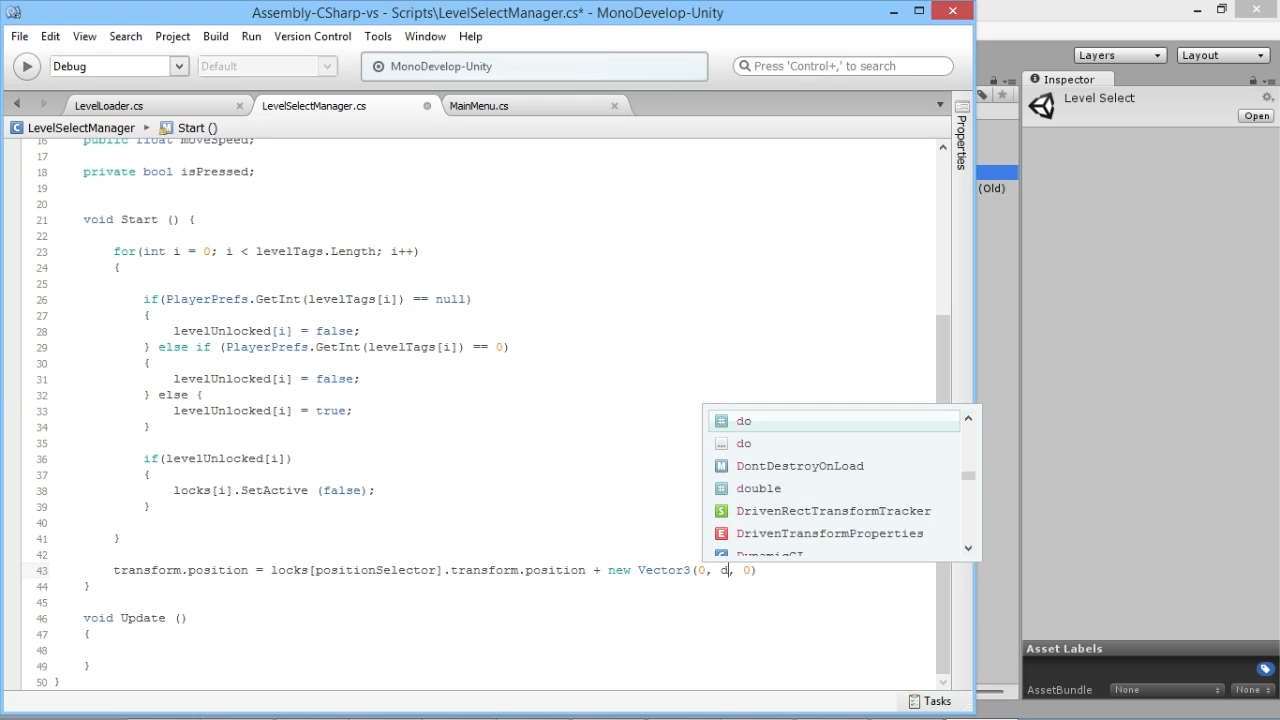 Assembly-CSharp-vs - Scripts\LevelSelectManager.cs* - MonoDevelop-Unity
File Edit View Search Project Build Run Version Control Tools Window Help
Debug Default MonoDevelop-Unity Press 'Control+,' to search
LevelLoader.cs LevelSelectManager.cs MainMenu.cs
LevelSelectManager Start ()
16 public float moveSpeed;
17
18 private bool isPressed;
19
20
21 void Start () {
22
23 for(int i = 0; i < levelTags.Length; i++)
24 {
25
26 if(PlayerPrefs.GetInt(levelTags[i]) == null)
27 {
28 levelUnlocked[i] = false;
29 } else if (PlayerPrefs.GetInt(levelTags[i]) == 0)
30 {
31 levelUnlocked[i] = false;
32 } else {
33 levelUnlocked[i] = true;
34 }
35
36 if(levelUnlocked[i])
37 {
38 locks[i].SetActive (false);
39 }
40
41 }
42
43 transform.position = locks[positionSelector].transform.position + new Vector3(0, d, 0)
44 }
45
46 void Update ()
47 {
48
49 }
50 }
do
do
DontDestroyOnLoad
double
DrivenRectTransformTracker
DrivenTransformProperties
DynamicGI
Properties
Tasks
Layers Layout
Inspector
Level Select
Open
(Old)
Asset Labels
AssetBundle None None